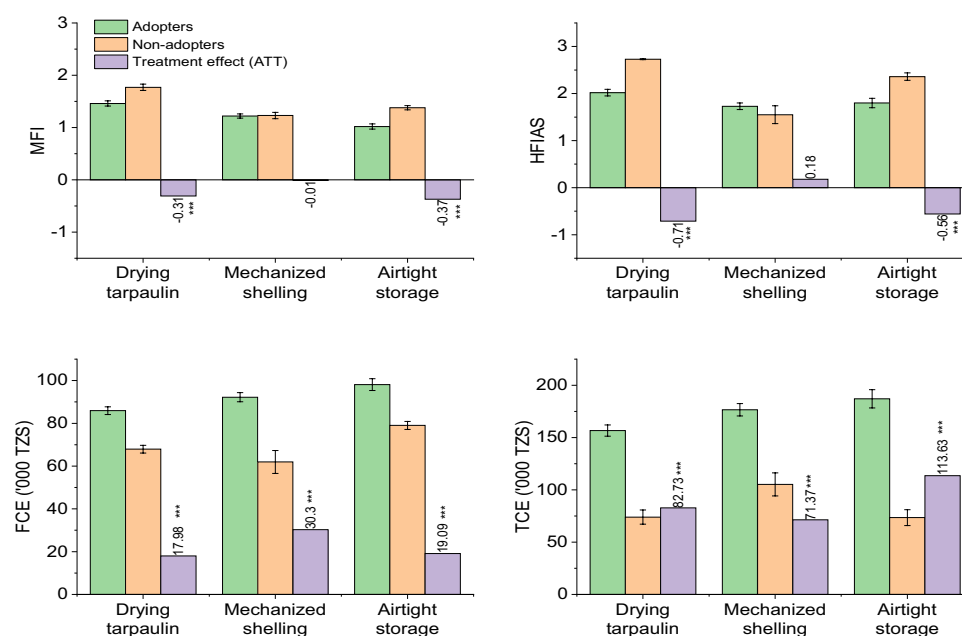 3
2
1
0
-1
MFI
Adopters
Non-adopters
Treatment effect (ATT)
-0.31
***
-0.01
-0.37
***
Drying
tarpaulin
Mechanized
shelling
Airtight
storage
3
2
1
0
-1
HFIAS
-0.71
***
0.18
-0.56
***
Drying
tarpaulin
Mechanized
shelling
Airtight
storage
100
80
60
40
20
0
FCE ('000 TZS)
17.98 ***
30.3 ***
19.09 ***
Drying
tarpaulin
Mechanized
shelling
Airtight
storage
200
150
100
50
0
TCE ('000 TZS)
82.73 ***
71.37 ***
113.63 ***
Drying
tarpaulin
Mechanized
shelling
Airtight
storage